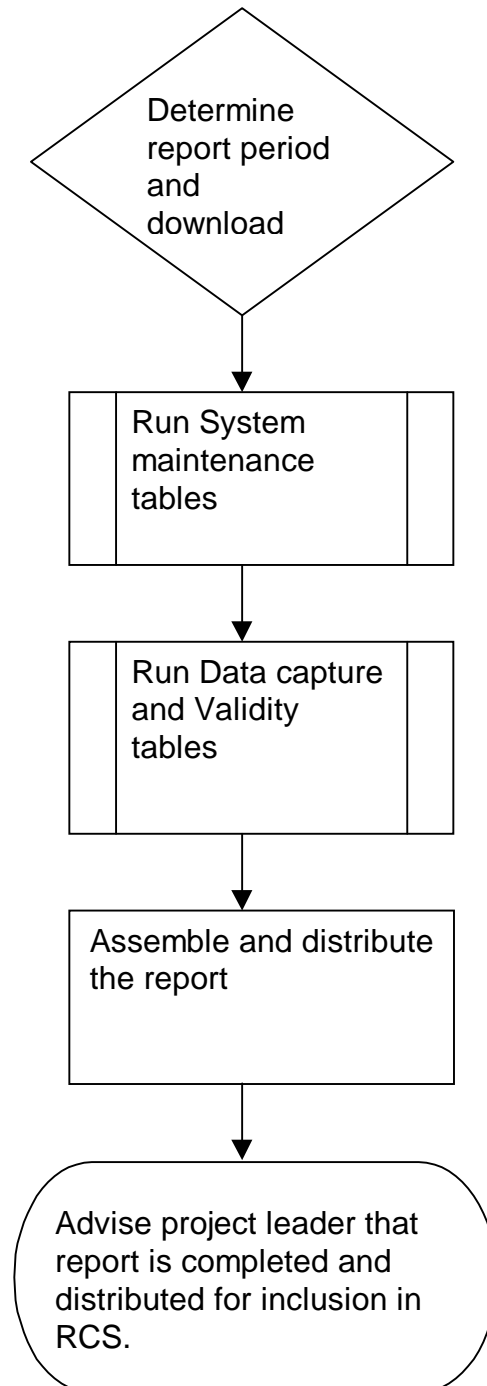 Determine
report period
and
download
Run System
maintenance
tables
Run Data capture
and Validity
tables
Assemble and distribute
the report
Advise project leader that
report is completed and
distributed for inclusion in
RCS.